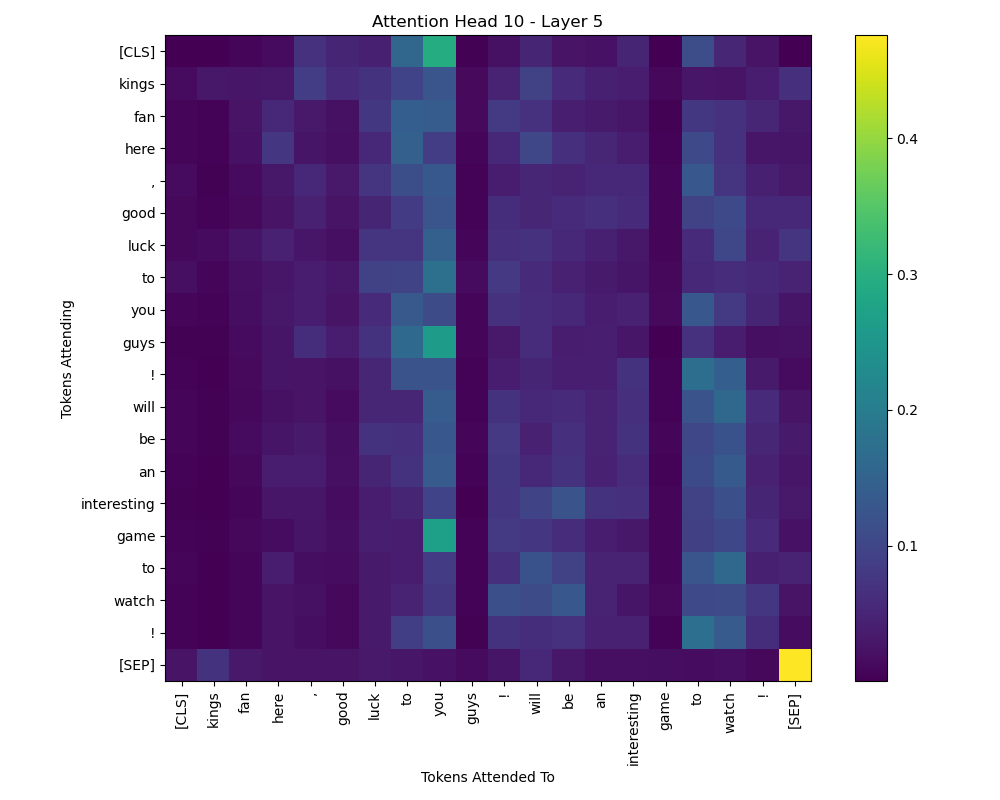 Attention Head 10 - Layer 5
Tokens Attending
[CLS]
kings
fan
here
,
good
luck
to
you
guys
!
will
be
an
interesting
game
to
watch
!
[SEP]
[CLS] kings fan here , good luck to you guys ! will be an interesting game to watch ! [SEP]
Tokens Attended To
0.4
0.3
0.2
0.1